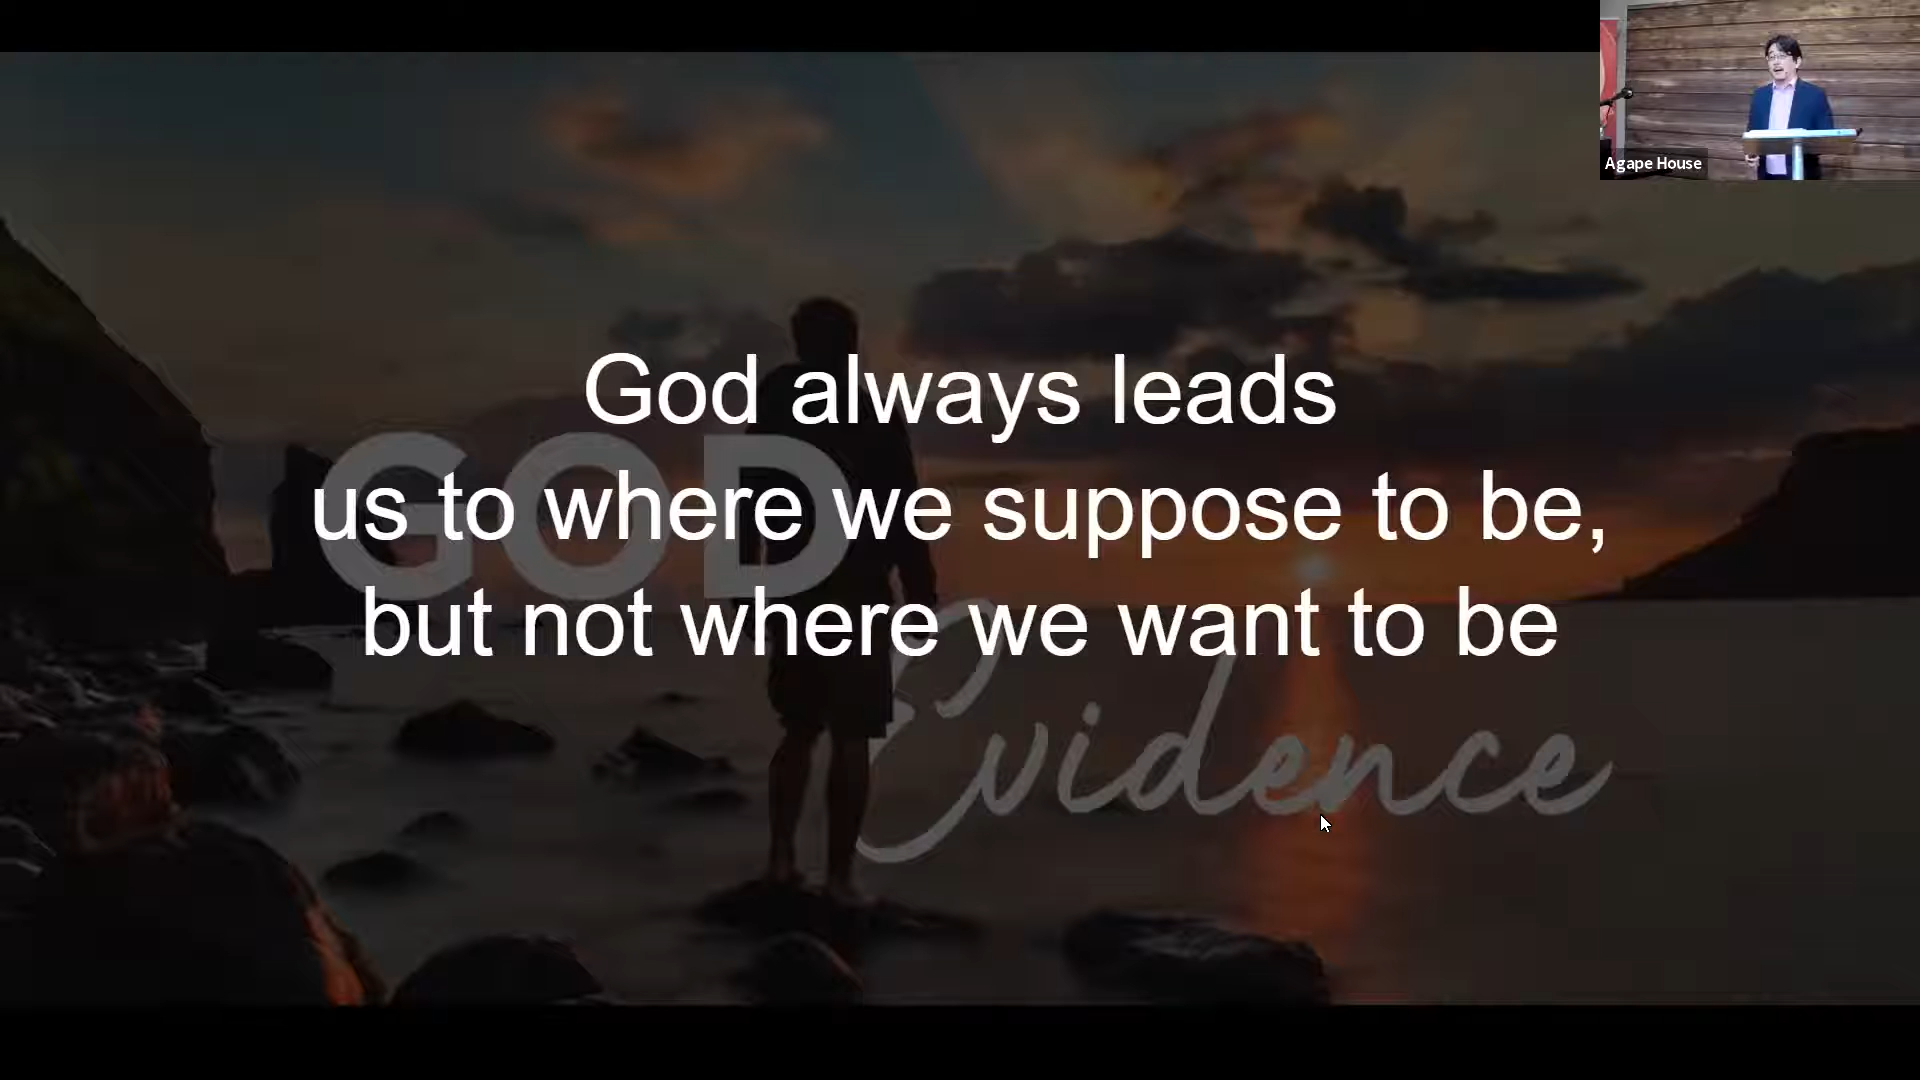 Agape House
God always leads
us to where we suppose to be,
but not where we want to be
GOD
Evidence